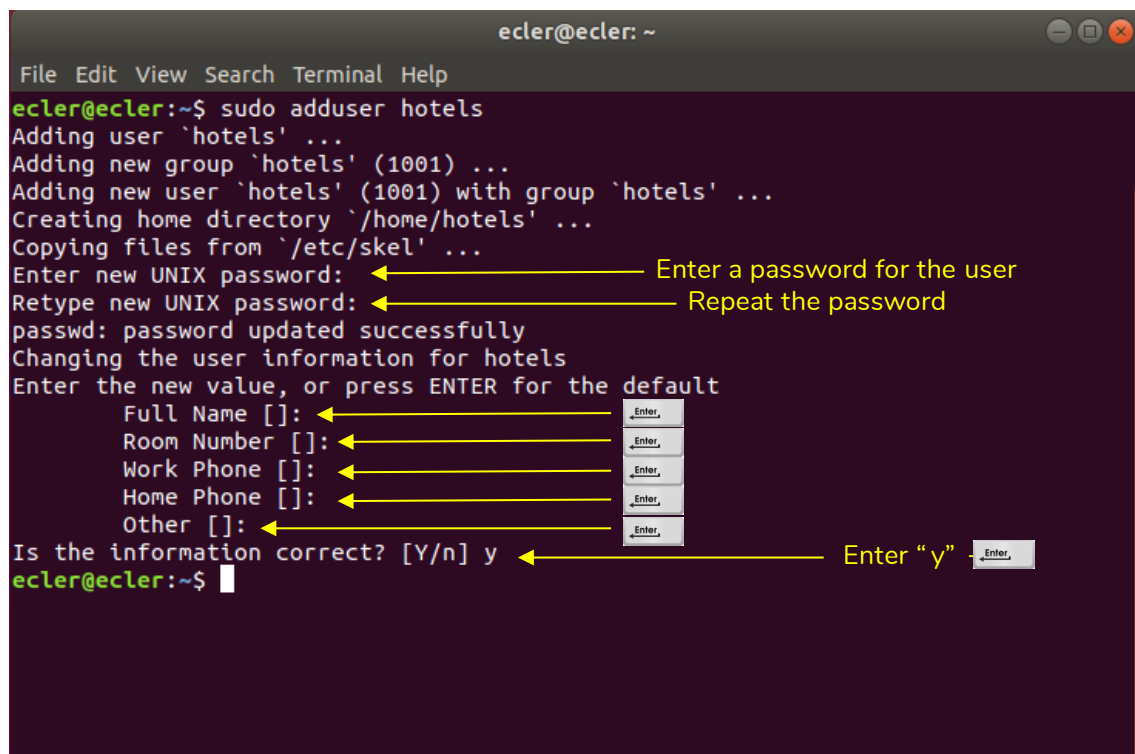 ecler@ecler: ~
File Edit View Search Terminal Help
ecler@ecler:~$ sudo adduser hotels
Adding user `hotels' ...
Adding new group `hotels' (1001) ...
Adding new user `hotels' (1001) with group `hotels' ...
Creating home directory `/home/hotels' ...
Copying files from `/etc/skel' ...
Enter new UNIX password: Enter a password for the user
Retype new UNIX password: Repeat the password
passwd: password updated successfully
Changing the user information for hotels
Enter the new value, or press ENTER for the default
Full Name []: Enter
Room Number []: Enter
Work Phone []: Enter
Home Phone []: Enter
Other []: Enter
Is the information correct? [Y/n] y Enter “y” Enter
ecler@ecler:~$